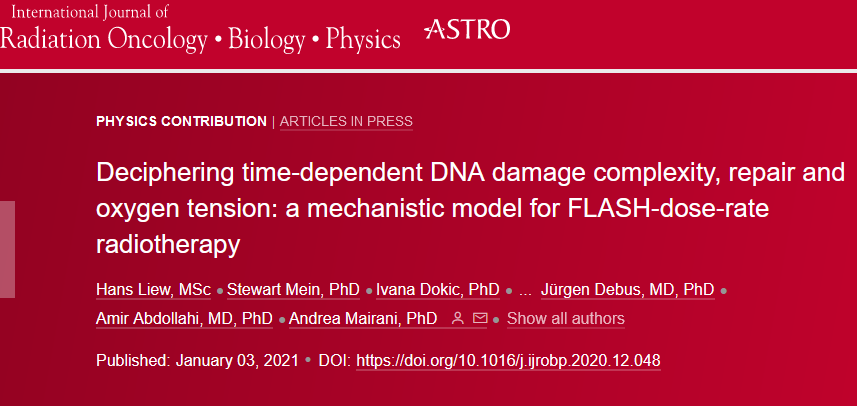 International Journal of
Radiation Oncology • Biology • Physics
ASTRO
PHYSICS CONTRIBUTION | ARTICLES IN PRESS
Deciphering time-dependent DNA damage complexity, repair and
oxygen tension: a mechanistic model for FLASH-dose-rate
radiotherapy
Hans Liew, MSc • Stewart Mein, PhD • Ivana Dokic, PhD • ... Jürgen Debus, MD, PhD •
Amir Abdollahi, MD, PhD • Andrea Mairani, PhD • Show all authors
Published: January 03, 2021 • DOI: https://doi.org/10.1016/j.ijrobp.2020.12.048